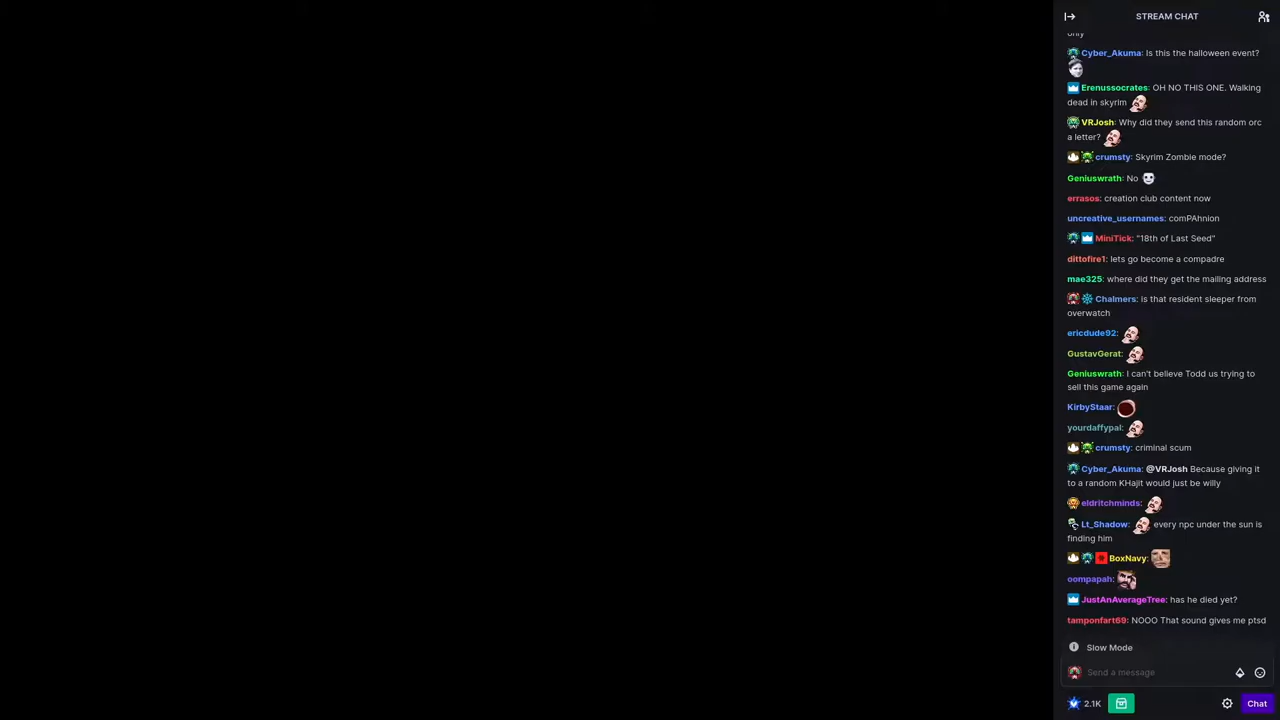 STREAM CHAT
only
Cyber_Akuma: Is this the halloween event?
Erenussocrates: OH NO THIS ONE. Walking
dead in skyrim
VRJosh: Why did they send this random orc
a letter?
crumsty: Skyrim Zombie mode?
Geniuswrath: No
errasos: creation club content now
uncreative_usernames: comPAhnion
MiniTick: "18th of Last Seed"
dittofire1: lets go become a compadre
mae325: where did they get the mailing address
Chalmers: is that resident sleeper from
overwatch
ericdude92:
GustavGerat:
Geniuswrath: I can't believe Todd us trying to
sell this game again
KirbyStaar:
yourdaffypal:
crumsty: criminal scum
Cyber_Akuma: @VRJosh Because giving it
to a random KHajit would just be willy
eldritchminds:
Lt_Shadow: every npc under the sun is
finding him
BoxNavy:
oompapah:
JustAnAverageTree: has he died yet?
tamponfart69: NOOO That sound gives me ptsd
Slow Mode
Send a message
2.1K
Chat